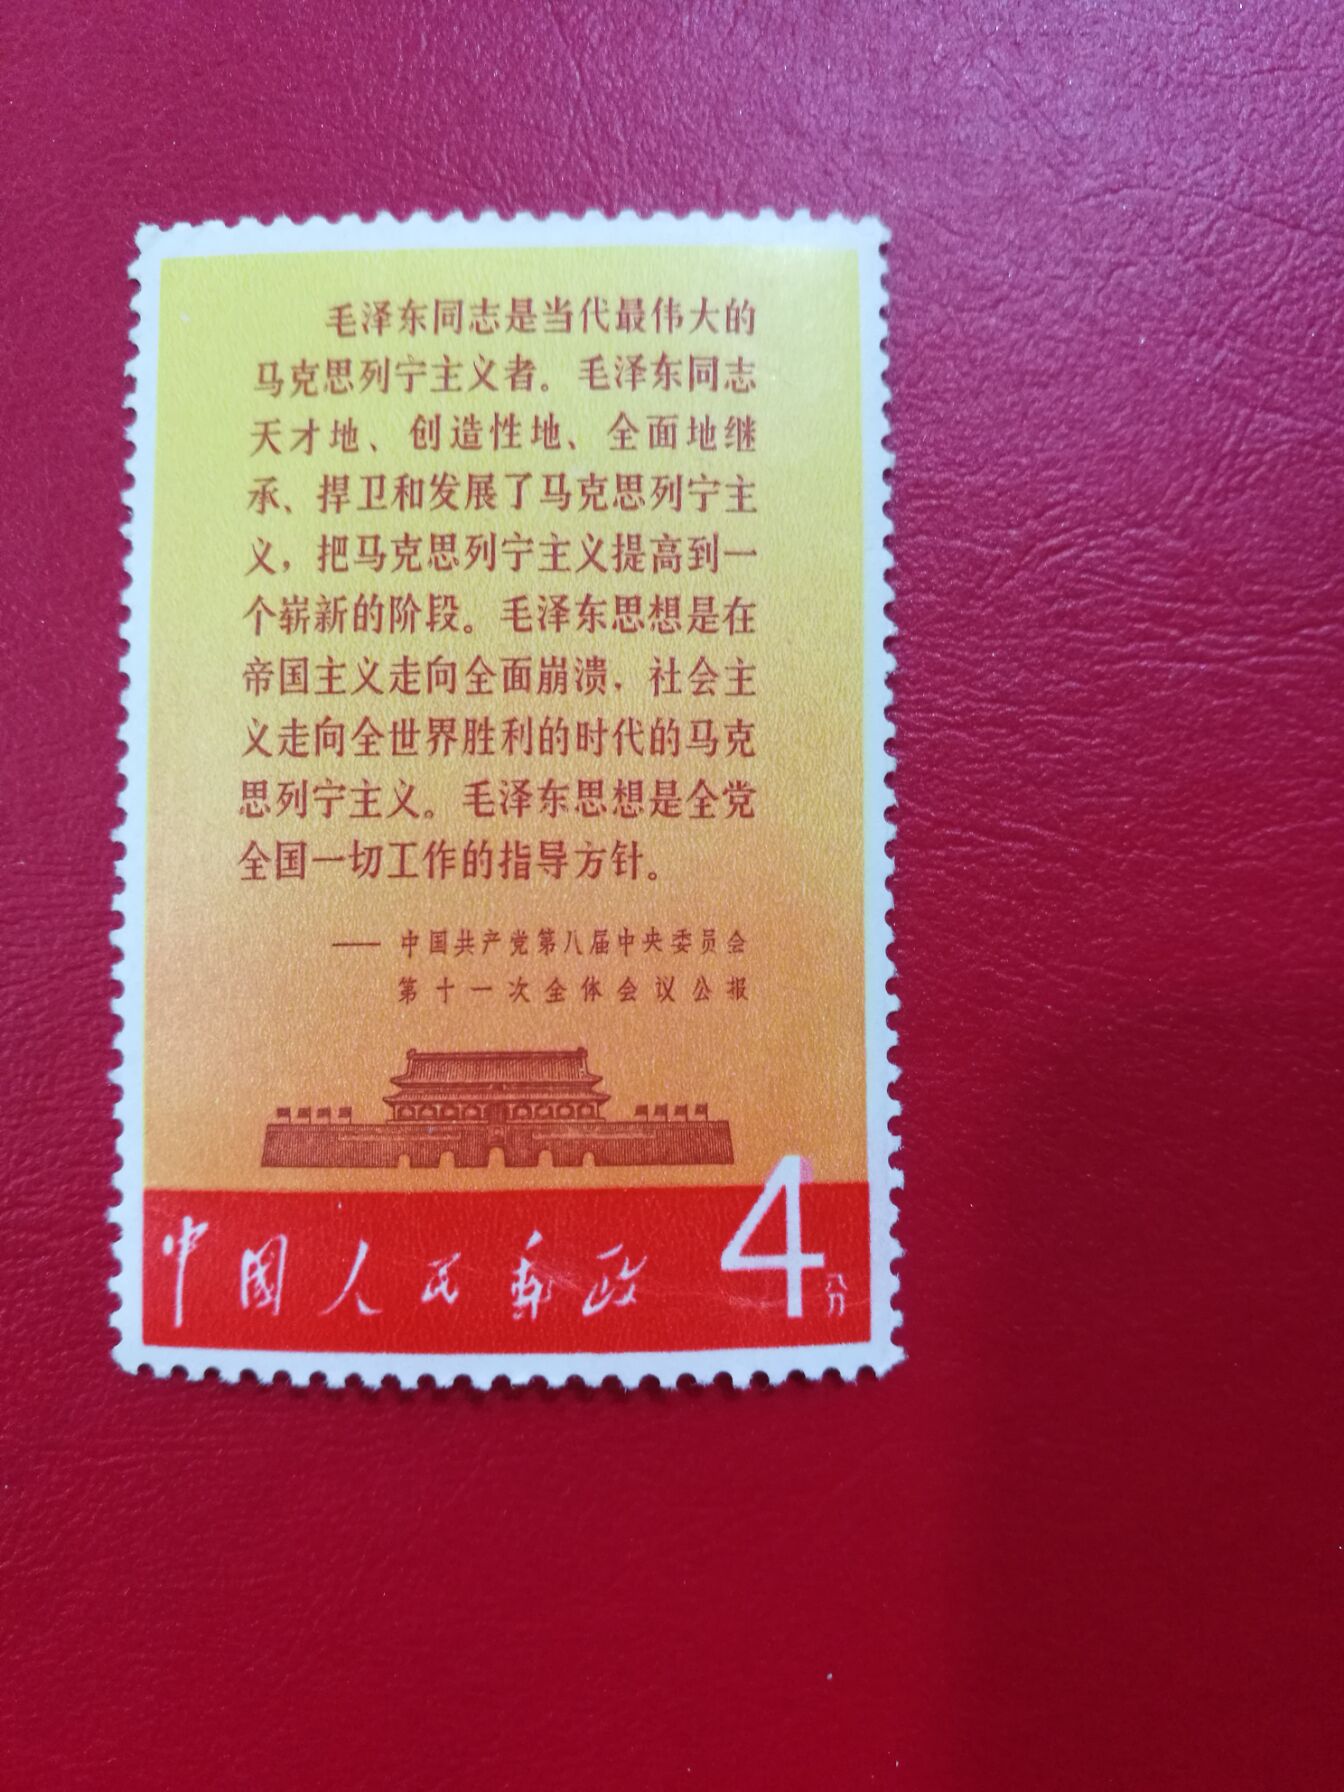 毛泽东同志是当代最伟大的
马克思列宁主义者。毛泽东同志
天才地、创造性地、全面地继
承、捍卫和发展了马克思列宁主
义，把马克思列宁主义提高到一
个崭新的阶段。毛泽东思想是在
帝国主义走向全面崩溃，社会主
义走向全世界胜利的时代的马克
思列宁主义。毛泽东思想是全党
全国一切工作的指导方针。
—— 中国共产党第八届中央委员会
第十一次全体会议公报
中国人民邮政 4分